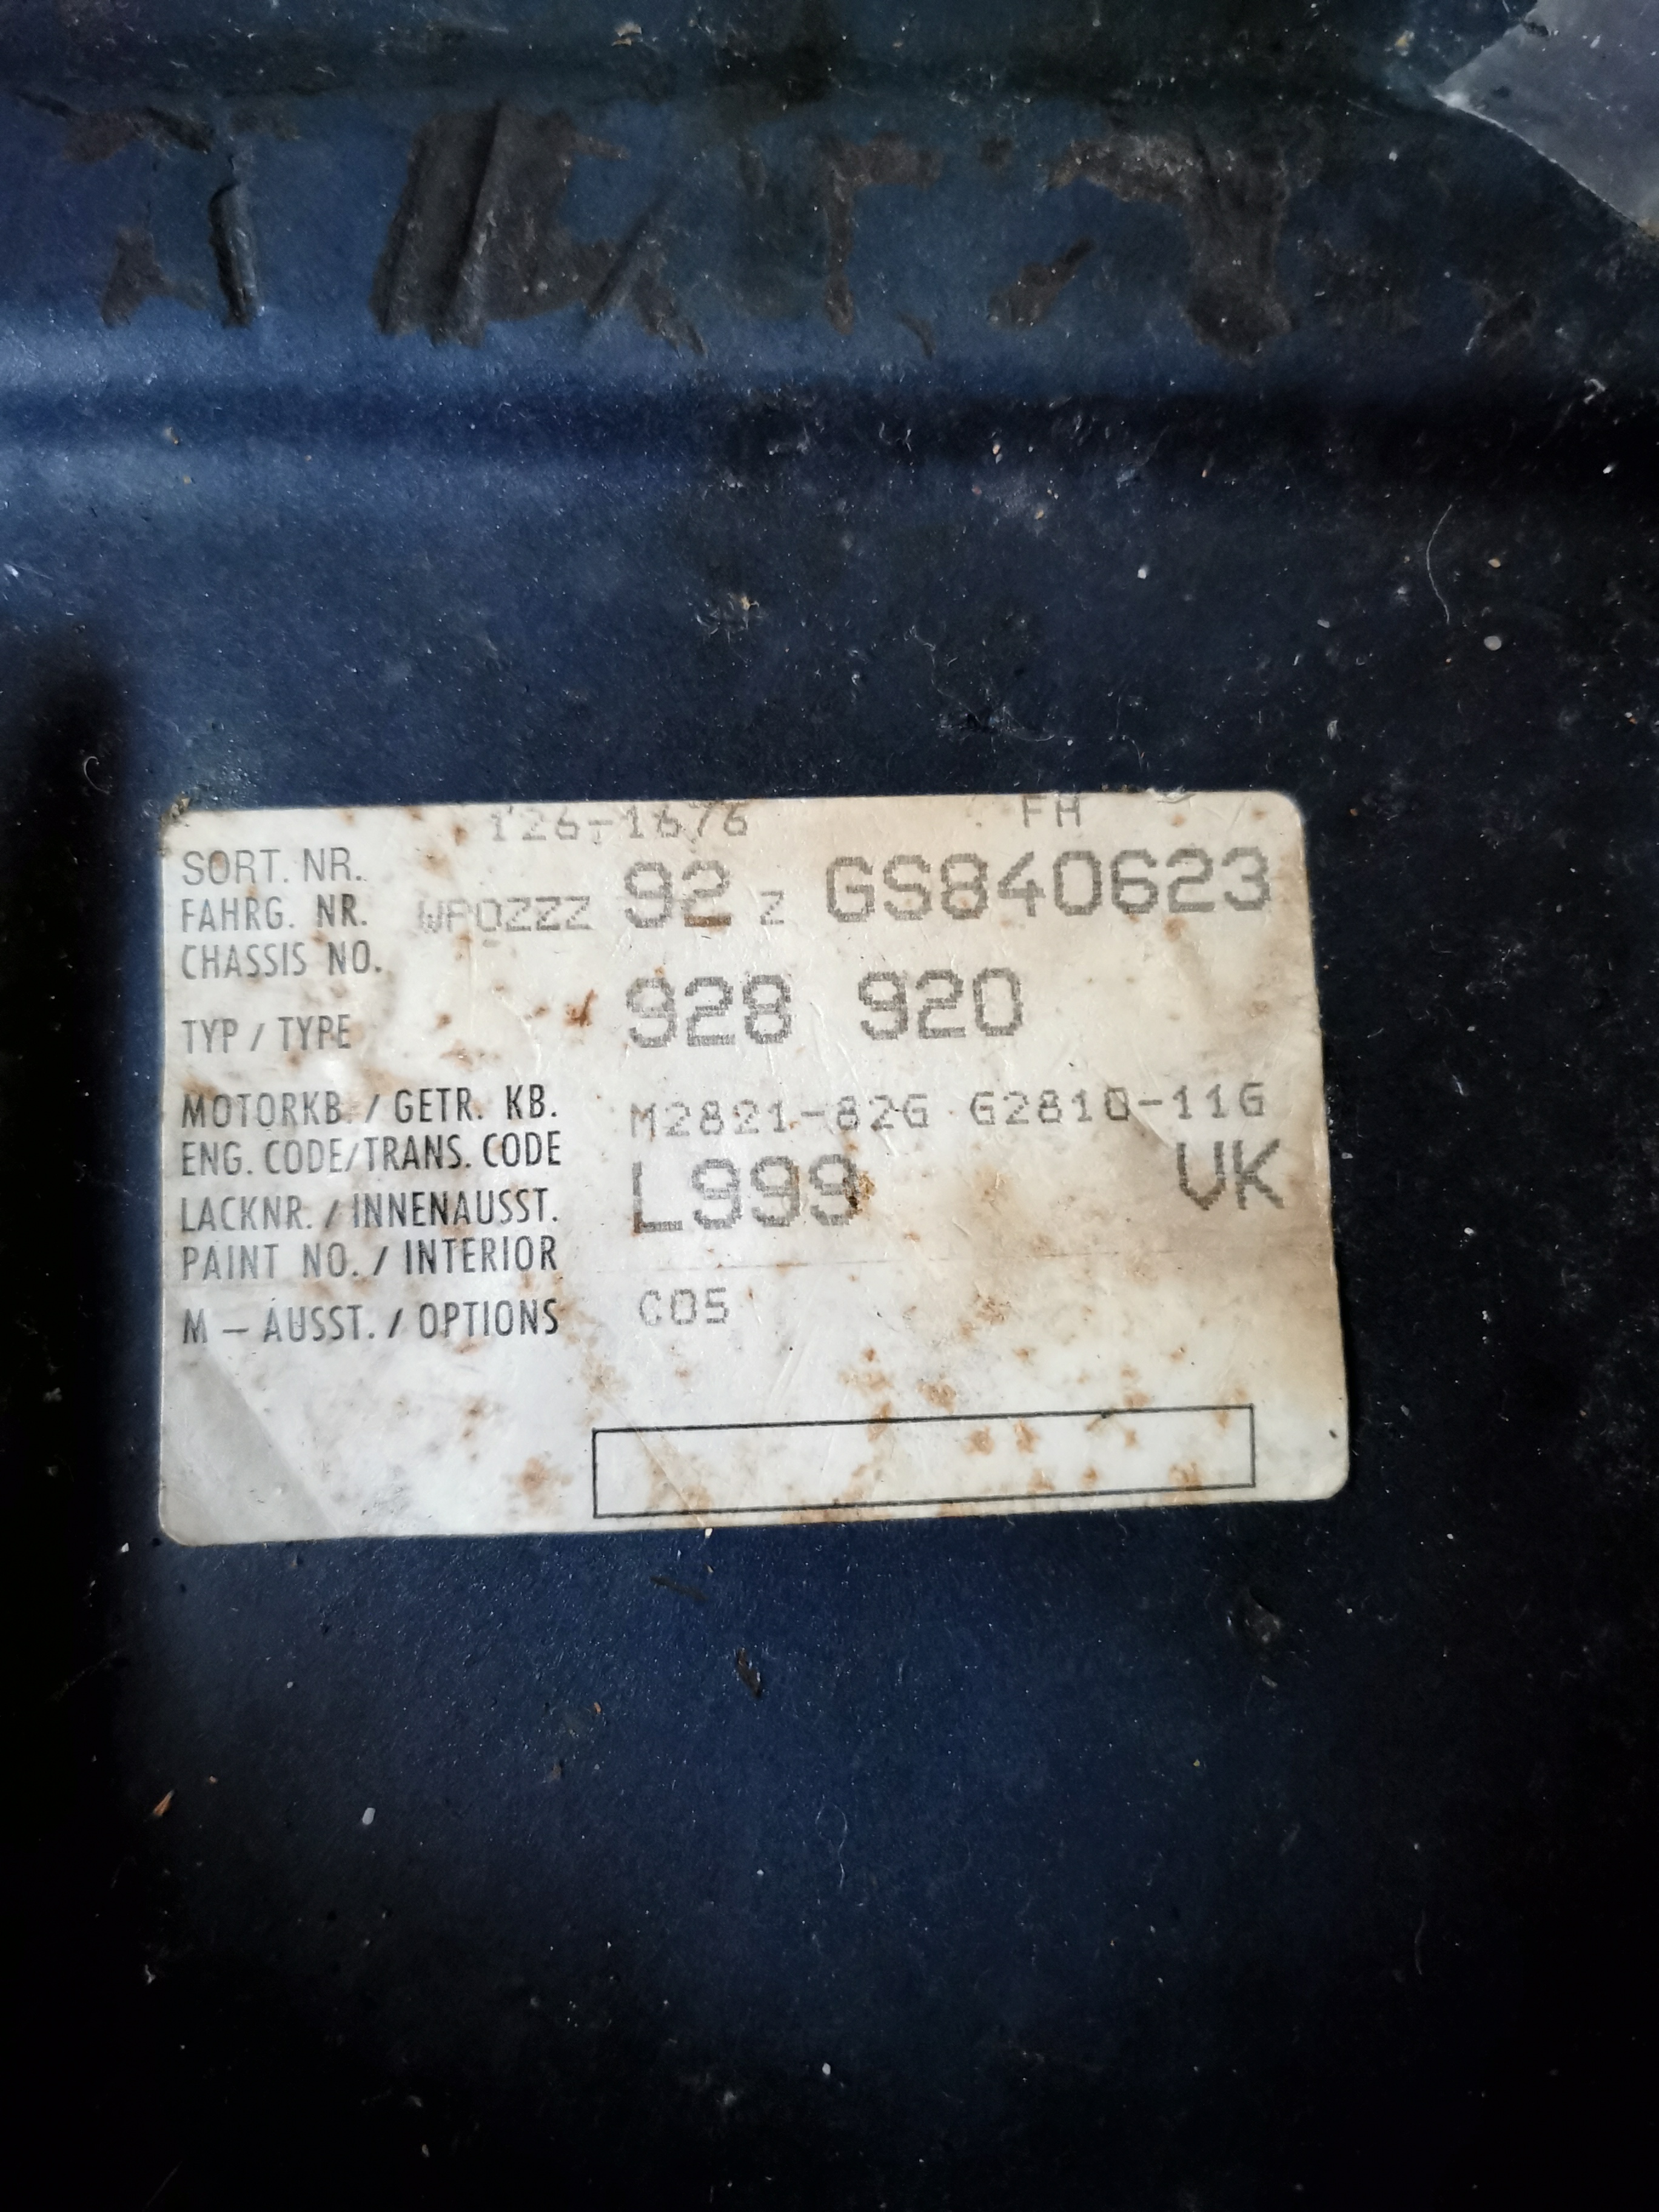 126-1676 FH
SORT. NR.
FAHRG. NR. WP0ZZZ 92 Z GS840623
CHASSIS NO.
TYP / TYPE 928 920
MOTORKB. / GETR. KB. M2821-82G G2810-11G
ENG. CODE/TRANS. CODE
LACKNR. / INNENAUSST. L999 VK
PAINT NO. / INTERIOR
M – AUSST. / OPTIONS C05